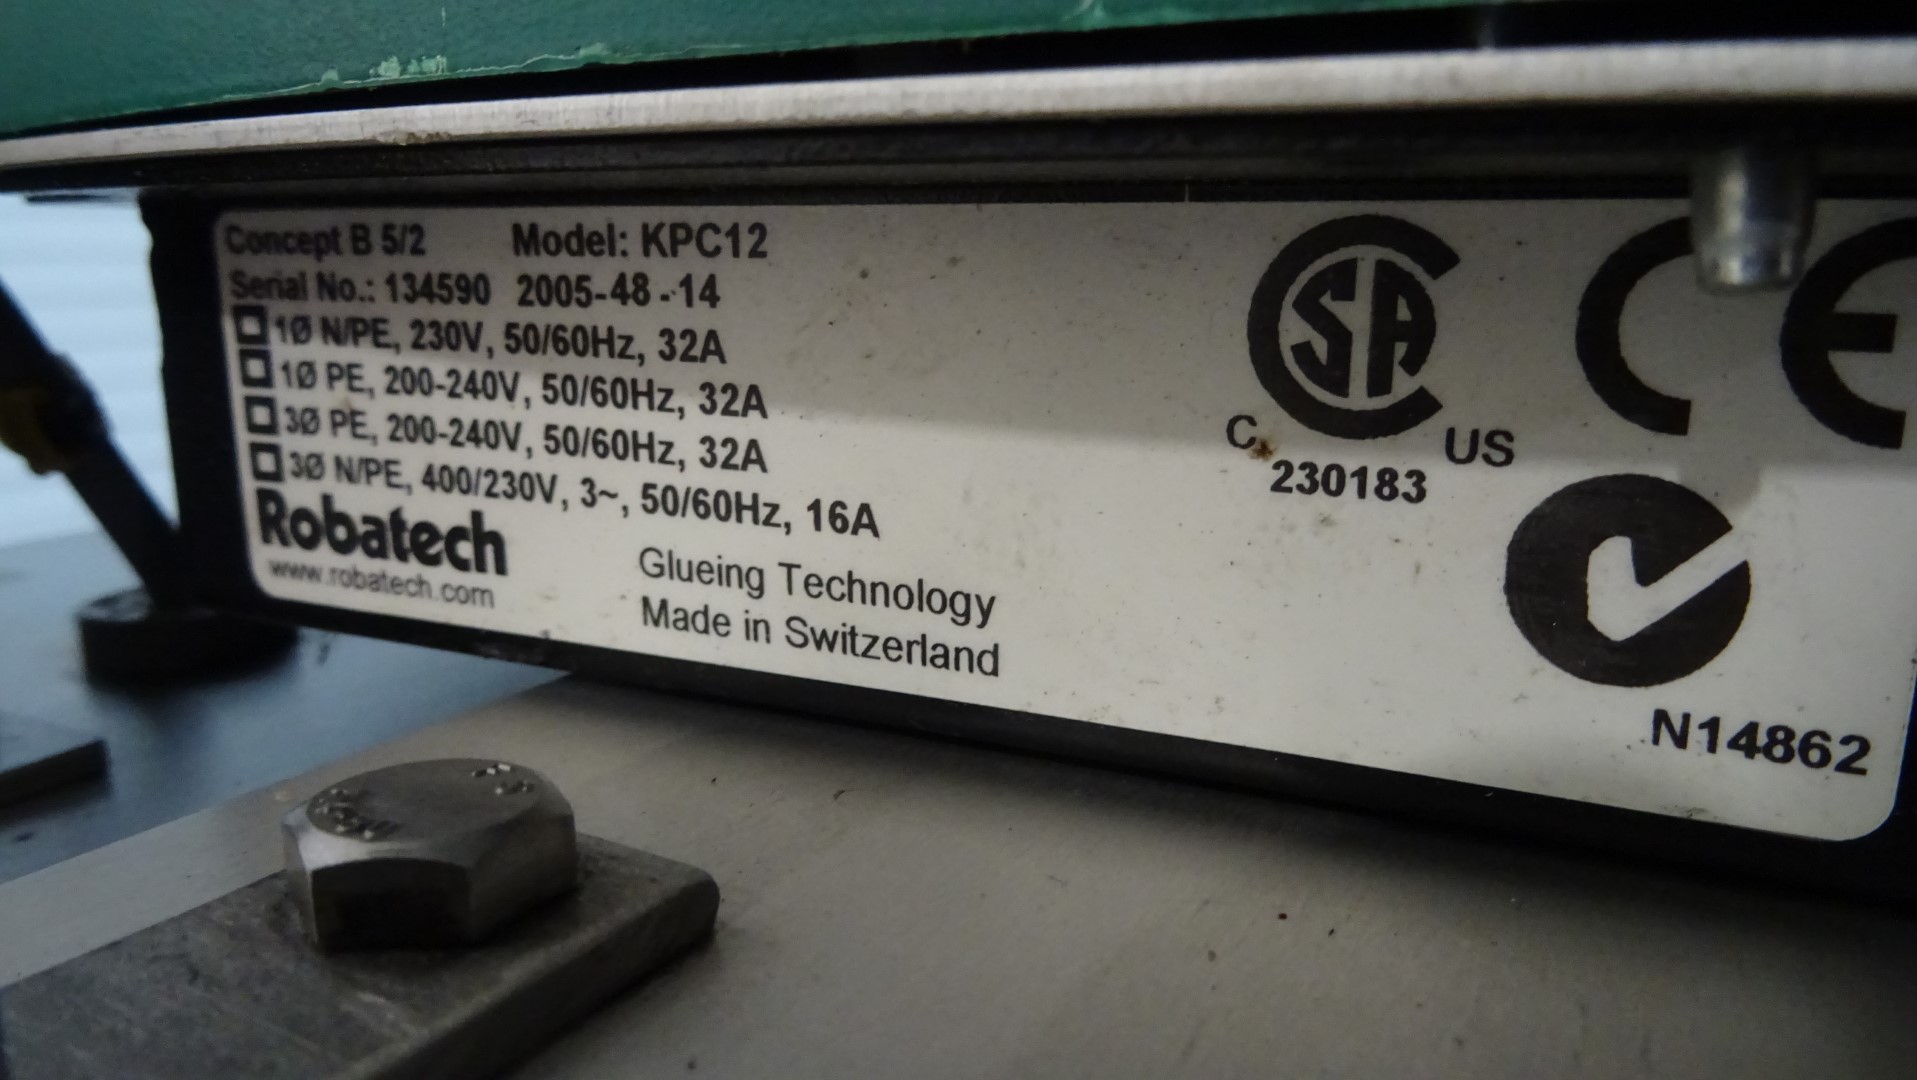 Concept B 5/2 Model: KPC12
Serial No.: 134590 2005-48-14
1Ø N/PE, 230V, 50/60Hz, 32A
1Ø PE, 200-240V, 50/60Hz, 32A
3Ø PE, 200-240V, 50/60Hz, 32A
3Ø N/PE, 400/230V, 3~, 50/60Hz, 16A
Robatech
www.robatech.com
Glueing Technology
Made in Switzerland
SA
C US
230183
CE
N14862